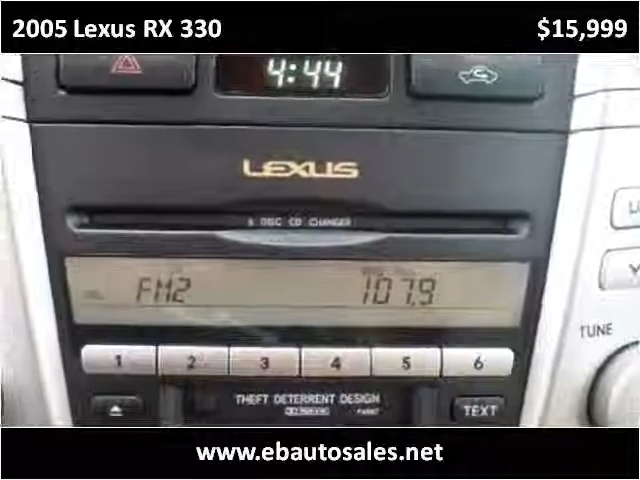 2005 Lexus RX 330 $15,999
4:44
LEXUS
6 DISC CD CHANGER
FM2 107.9
1 2 3 4 5 6
TUNE
THEFT DETERRENT DESIGN
TEXT
www.ebautosales.net